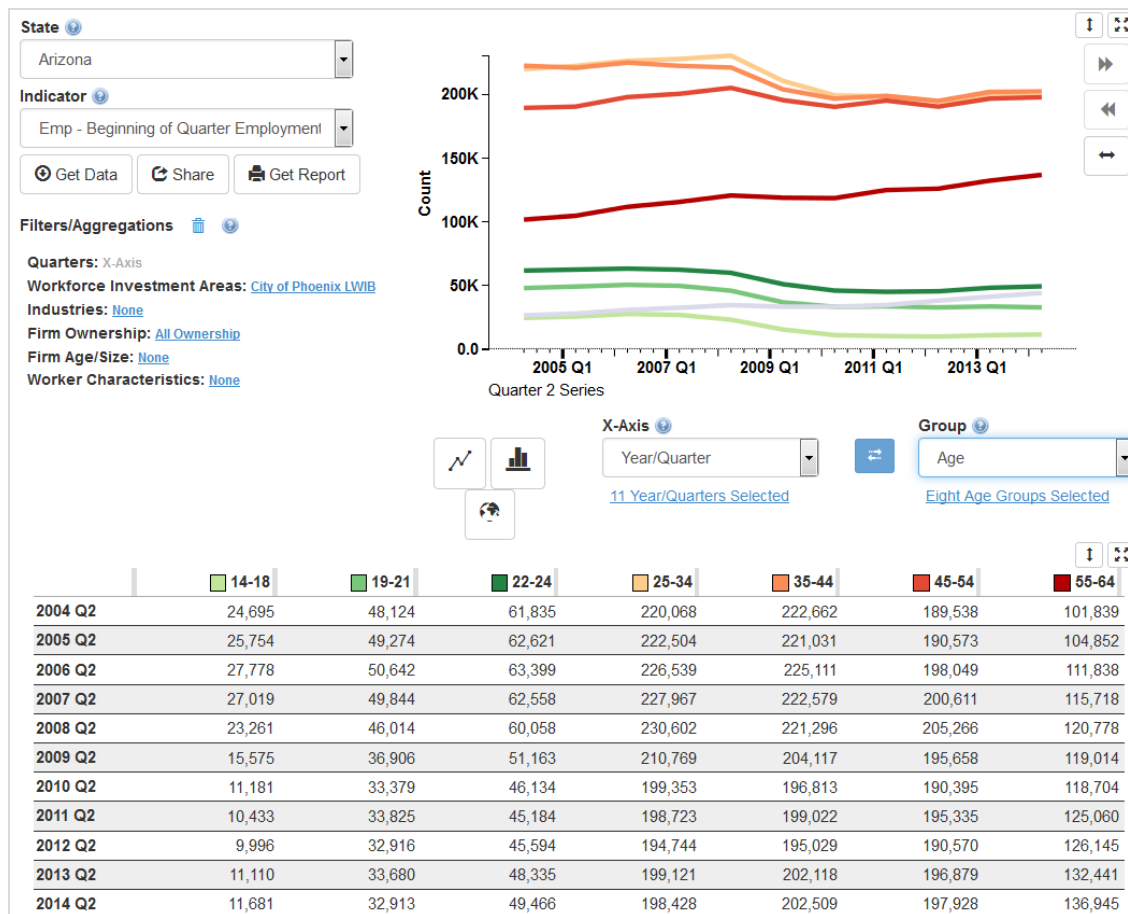 State
Arizona
Indicator
Emp - Beginning of Quarter Employment
Get Data Share Get Report
Filters/Aggregations
Quarters: X-Axis
Workforce Investment Areas: City of Phoenix LWIB
Industries: None
Firm Ownership: All Ownership
Firm Age/Size: None
Worker Characteristics: None
Count
200K
150K
100K
50K
0.0
2005 Q1 2007 Q1 2009 Q1 2011 Q1 2013 Q1
Quarter 2 Series
X-Axis Group
Year/Quarter Age
11 Year/Quarters Selected Eight Age Groups Selected
14-18 19-21 22-24 25-34 35-44 45-54 55-64
2004 Q2 24,695 48,124 61,835 220,068 222,662 189,538 101,839
2005 Q2 25,754 49,274 62,621 222,504 221,031 190,573 104,852
2006 Q2 27,778 50,642 63,399 226,539 225,111 198,049 111,838
2007 Q2 27,019 49,844 62,558 227,967 222,579 200,611 115,718
2008 Q2 23,261 46,014 60,058 230,602 221,296 205,266 120,778
2009 Q2 15,575 36,906 51,163 210,769 204,117 195,658 119,014
2010 Q2 11,181 33,379 46,134 199,353 196,813 190,395 118,704
2011 Q2 10,433 33,825 45,184 198,723 199,022 195,335 125,060
2012 Q2 9,996 32,916 45,594 194,744 195,029 190,570 126,145
2013 Q2 11,110 33,680 48,335 199,121 202,118 196,879 132,441
2014 Q2 11,681 32,913 49,466 198,428 202,509 197,928 136,945